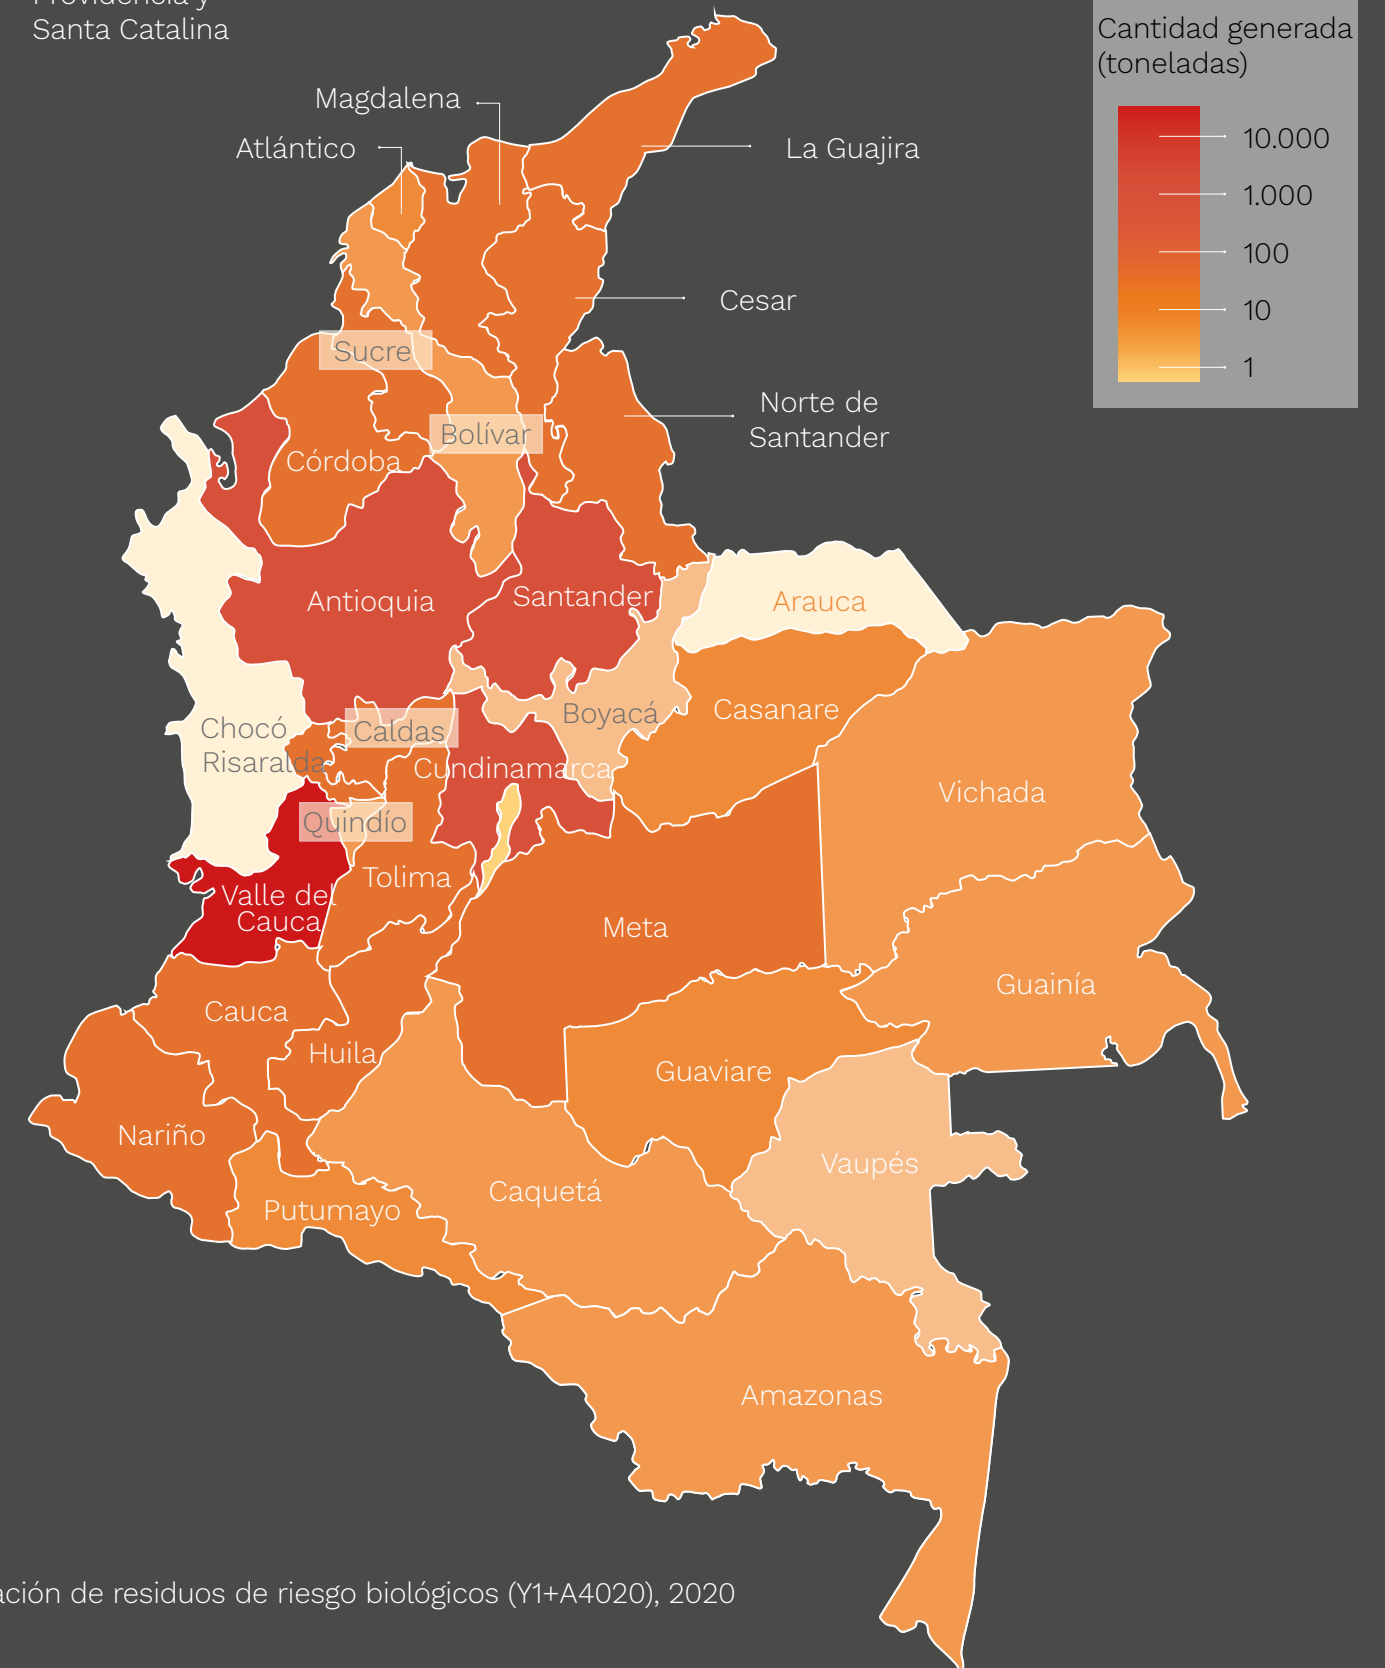 Santa Catalina
Cantidad generada
(toneladas)
10.000
1.000
100
10
1
Magdalena
Atlántico
La Guajira
Cesar
Sucre
Norte de
Santander
Bolívar
Córdoba
Antioquia
Santander
Arauca
Chocó
Risaralda
Caldas
Boyacá
Casanare
Cundinamarca
Vichada
Quindío
Tolima
Valle del
Cauca
Meta
Guainía
Cauca
Huila
Guaviare
Nariño
Vaupés
Caquetá
Putumayo
Amazonas
de residuos de riesgo biológicos (Y1+A4020), 2020